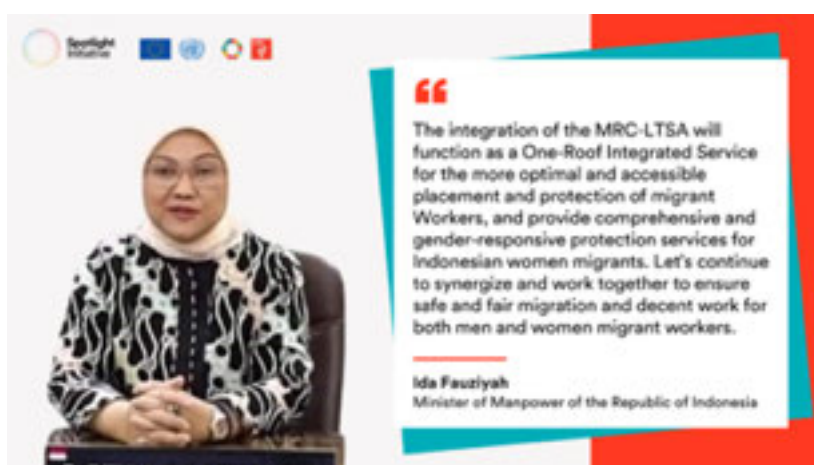 Spotlight
Initiative
The integration of the MRC-LTSA will
function as a One-Roof Integrated Service
for the more optimal and accessible
placement and protection of migrant
Workers, and provide comprehensive and
gender-responsive protection services for
Indonesian women migrants. Let's continue
to synergize and work together to ensure
safe and fair migration and decent work for
both men and women migrant workers.
Ida Fauziyah
Minister of Manpower of the Republic of Indonesia